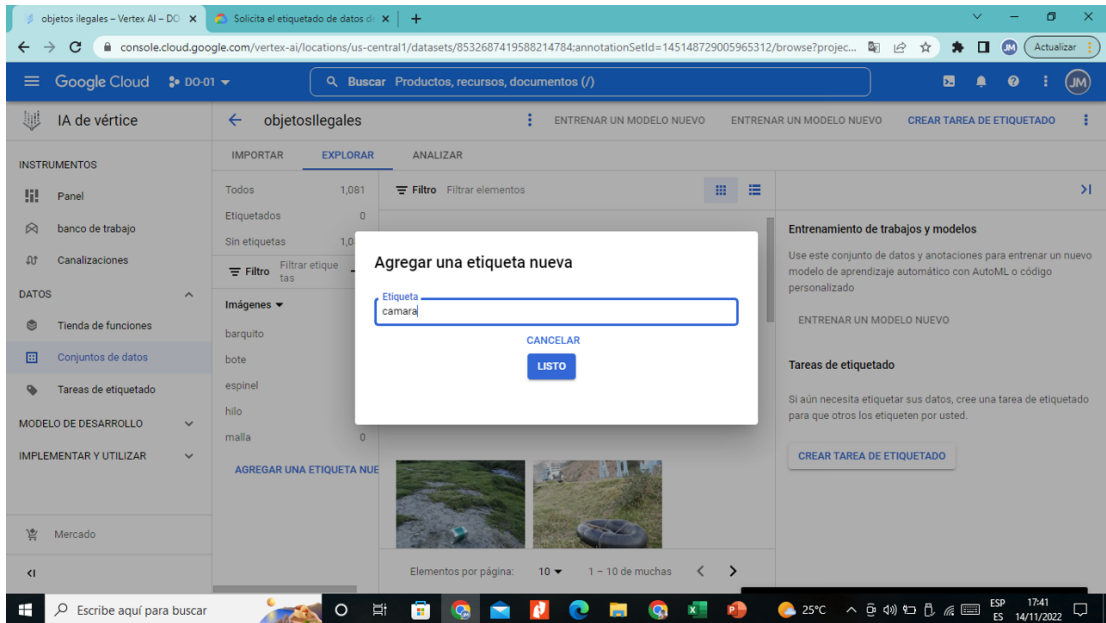 objetos ilegales – Vertex AI – DO
Solicita el etiquetado de datos d
console.cloud.google.com/vertex-ai/locations/us-central1/datasets/8532687419588214784;annotationSetId=145148729005965312/browse?projec...
JM
Actualizar
Google Cloud
DO-01
Buscar Productos, recursos, documentos (/)
JM
IA de vértice
objetosIlegales
ENTRENAR UN MODELO NUEVO
ENTRENAR UN MODELO NUEVO
CREAR TAREA DE ETIQUETADO
INSTRUMENTOS
Panel
banco de trabajo
Canalizaciones
DATOS
Tienda de funciones
Conjuntos de datos
Tareas de etiquetado
MODELO DE DESARROLLO
IMPLEMENTAR Y UTILIZAR
Mercado
IMPORTAR
EXPLORAR
ANALIZAR
Todos 1,081
Etiquetados 0
Sin etiquetas
Filtro Filtrar etique
tas
Imágenes
barquito
bote
espinel
hilo
malla 0
AGREGAR UNA ETIQUETA NUE
Filtro Filtrar elementos
Agregar una etiqueta nueva
Etiqueta
camara
CANCELAR
LISTO
Elementos por página: 10 1 – 10 de muchas
Entrenamiento de trabajos y modelos
Use este conjunto de datos y anotaciones para entrenar un nuevo
modelo de aprendizaje automático con AutoML o código
personalizado
ENTRENAR UN MODELO NUEVO
Tareas de etiquetado
Si aún necesita etiquetar sus datos, cree una tarea de etiquetado
para que otros los etiqueten por usted.
CREAR TAREA DE ETIQUETADO
Escribe aquí para buscar
25°C
ESP
ES
17:41
14/11/2022